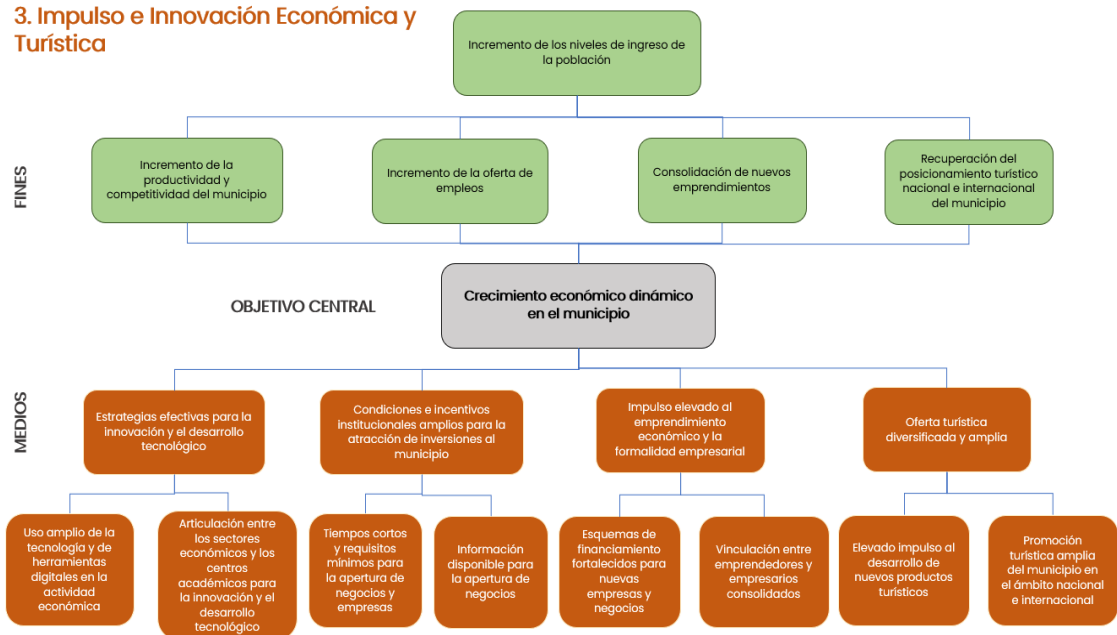 3. Impulso e Innovación Económica y
Turística
Incremento de los niveles de ingreso de
la población
FINES
Incremento de la
productividad y
competitividad del municipio
Incremento de la oferta de
empleos
Consolidación de nuevos
emprendimientos
Recuperación del
posicionamiento turístico
nacional e internacional
del municipio
OBJETIVO CENTRAL
Crecimiento económico dinámico
en el municipio
MEDIOS
Estrategias efectivas para la
innovación y el desarrollo
tecnológico
Condiciones e incentivos
institucionales amplios para la
atracción de inversiones al
municipio
Impulso elevado al
emprendimiento
económico y la
formalidad empresarial
Oferta turística
diversificada y amplia
Uso amplio de la
tecnología y de
herramientas
digitales en la
actividad
económica
Articulación entre
los sectores
económicos y los
centros
académicos para
la innovación y el
desarrollo
tecnológico
Tiempos cortos
y requisitos
mínimos para
la apertura de
negocios y
empresas
Información
disponible para
la apertura de
negocios
Esquemas de
financiamiento
fortalecidos para
nuevas
empresas y
negocios
Vinculación entre
emprendedores y
empresarios
consolidados
Elevado impulso al
desarrollo de
nuevos productos
turísticos
Promoción
turística amplia
del municipio en
el ámbito nacional
e internacional